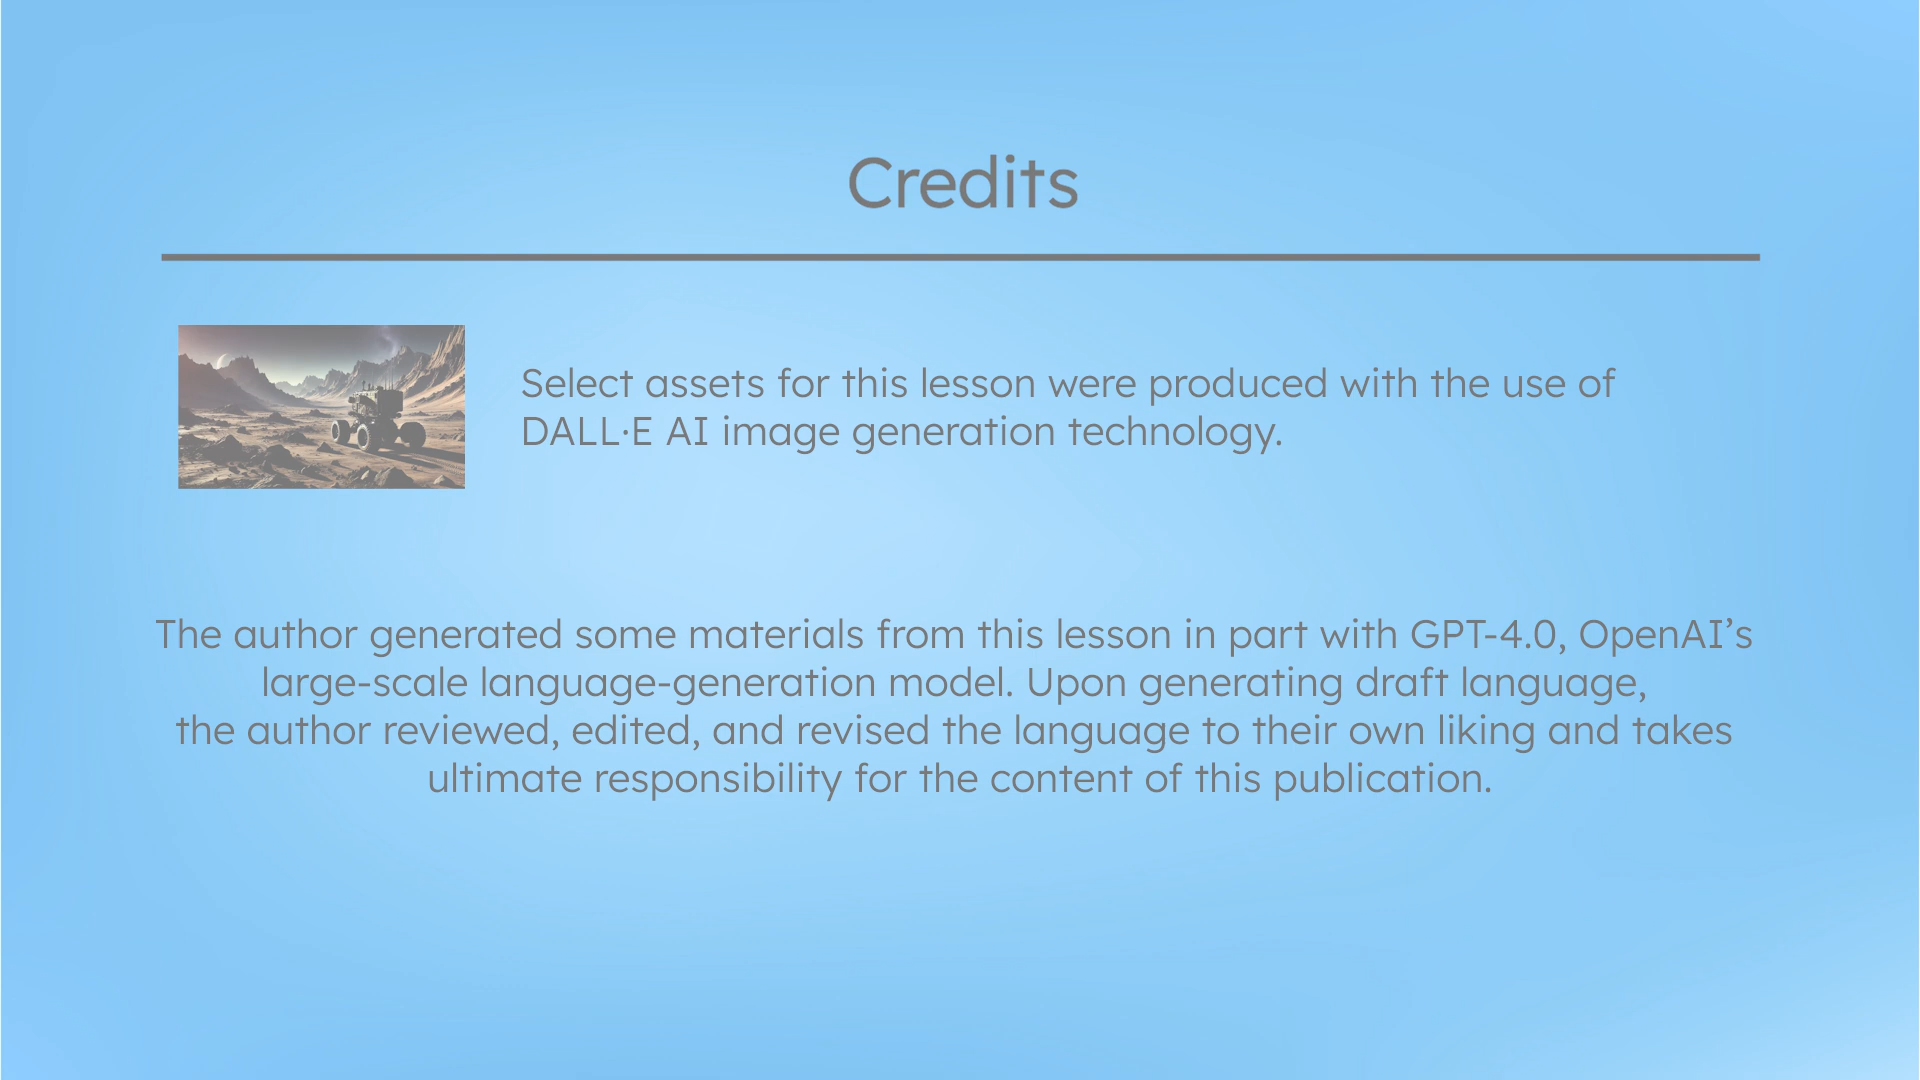 Credits
Select assets for this lesson were produced with the use of
DALL·E AI image generation technology.
The author generated some materials from this lesson in part with GPT-4.0, OpenAI’s
large-scale language-generation model. Upon generating draft language,
the author reviewed, edited, and revised the language to their own liking and takes
ultimate responsibility for the content of this publication.